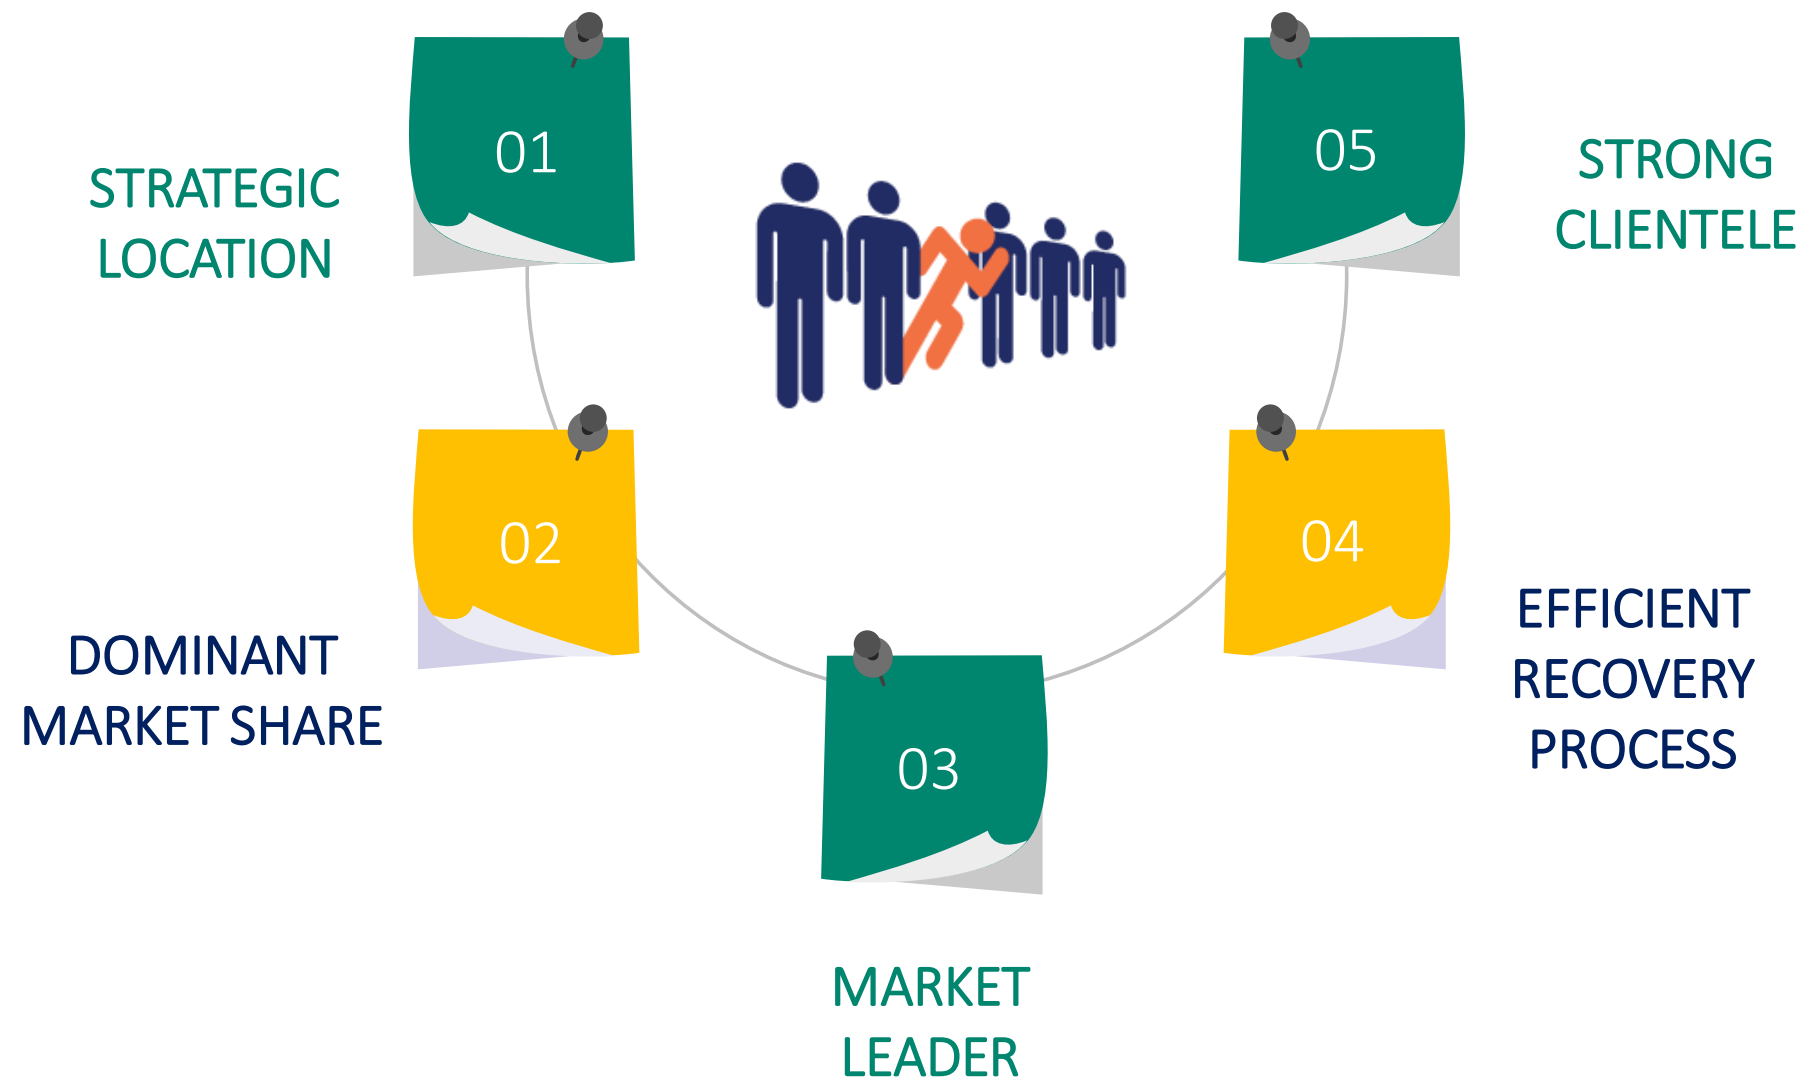 01
STRATEGIC
LOCATION
02
DOMINANT
MARKET SHARE
03
MARKET
LEADER
04
EFFICIENT
RECOVERY
PROCESS
05
STRONG
CLIENTELE